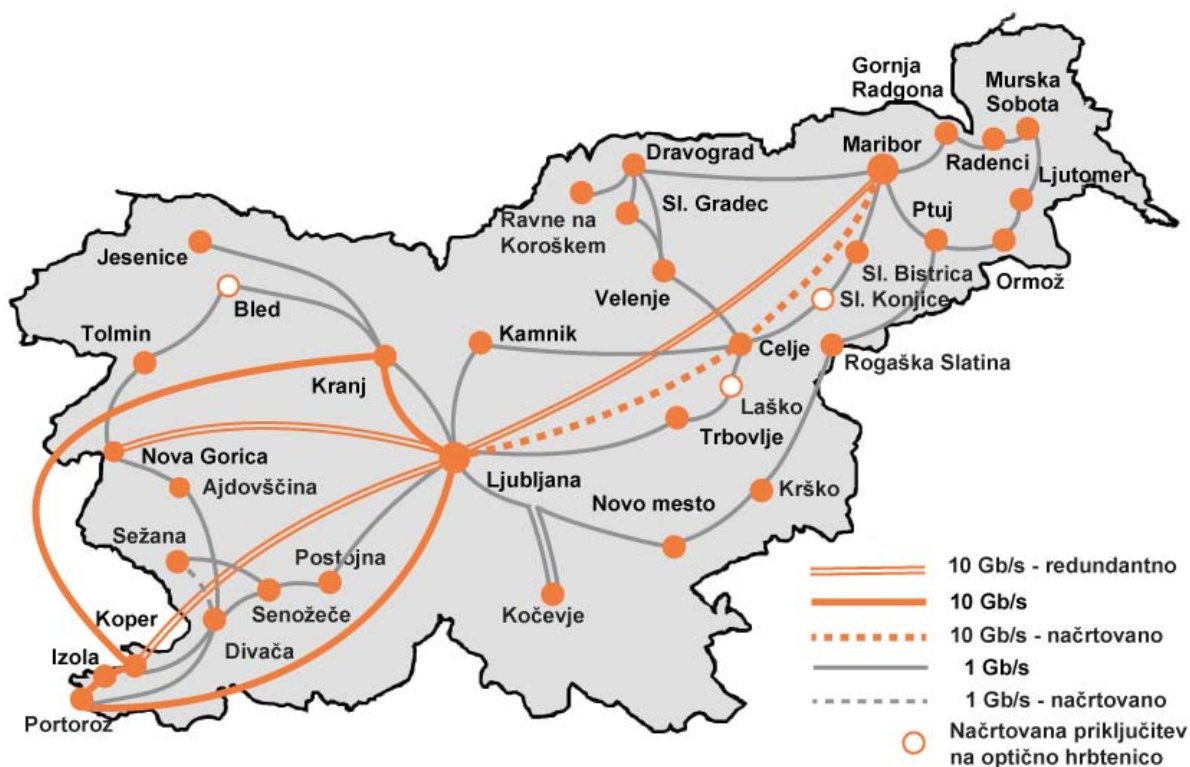 Gornja
Radgona
Murska
Sobota
Dravograd
Maribor
Radenci
Ljutomer
Ravne na
Koroškem
Sl. Gradec
Ptuj
Jesenice
Sl. Bistrica
Ormož
Bled
Velenje
Sl. Konjice
Tolmin
Kamnik
Celje
Rogaška Slatina
Kranj
Laško
Trbovlje
Nova Gorica
Ljubljana
Ajdovščina
Novo mesto
Krško
Sežana
Postojna
Senožeče
Kočevje
Koper
Divača
Izola
Portorož
10 Gb/s - redundantno
10 Gb/s
10 Gb/s - načrtovano
1 Gb/s
1 Gb/s - načrtovano
Načrtovana priključitev
na optično hrbtenico